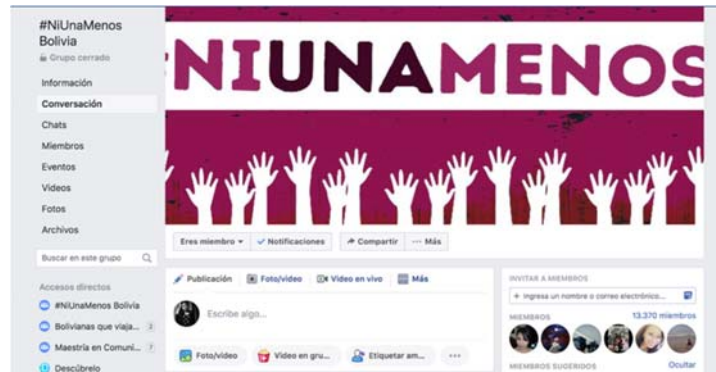 #NiUnaMenos
Bolivia
Grupo cerrado
Información
Conversación
Chats
Miembros
Eventos
Videos
Fotos
Archivos
Buscar en este grupo
Accesos directos
#NiUnaMenos Bolivia
Bolivianas que viaja... 3
Maestría en Comuni... 7
Descúbrelo
#NIUNAMENOS
Eres miembro
Notificaciones
Compartir
Más
Publicación
Foto/video
Video en vivo
Más
Escribe algo...
Foto/video
Video en gru...
Etiquetar am...
INVITAR A MIEMBROS
+ Ingresa un nombre o correo electrónico...
MIEMBROS
13.370 miembros
MIEMBROS SUGERIDOS
Ocultar